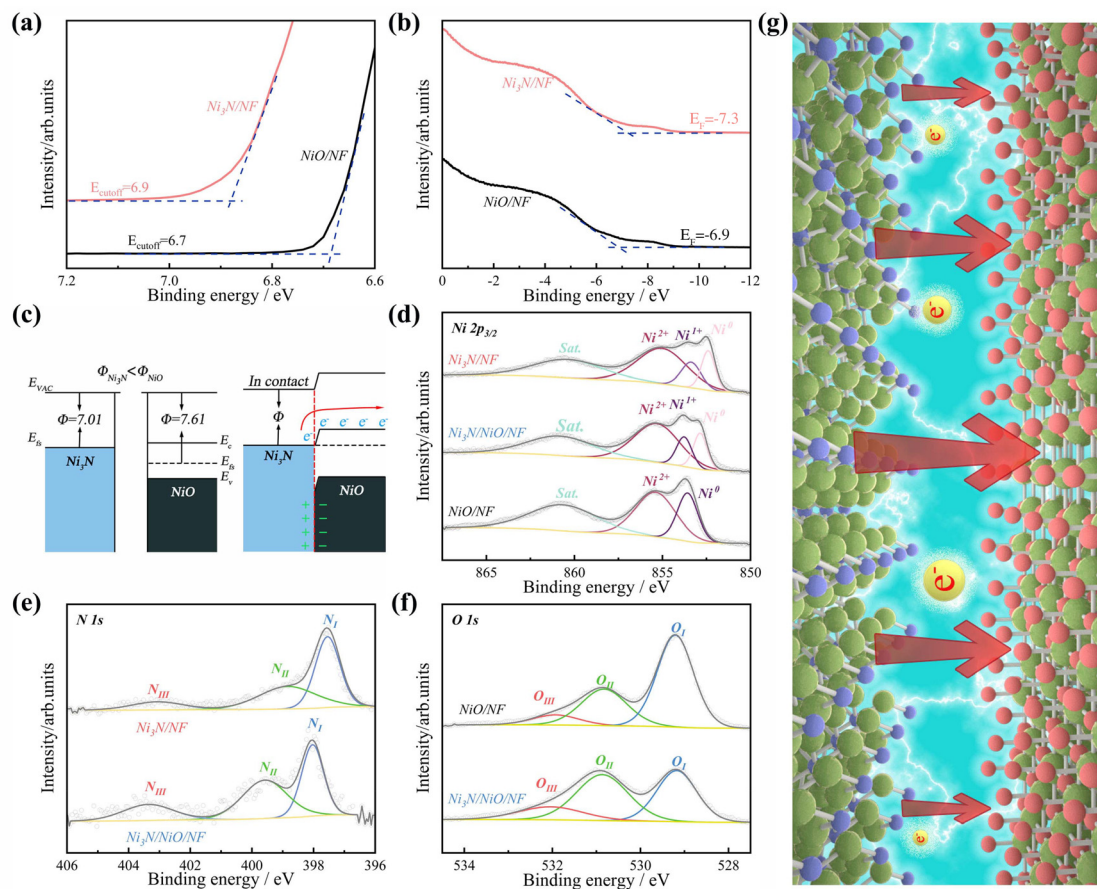 (a)
Intensity/arb.units
Ni3N/NF
NiO/NF
Ecutoff=6.9
Ecutoff=6.7
7.2 7.0 6.8 6.6
Binding energy / eV
(b)
Intensity/arb.units
Ni3N/NF
EF=-7.3
NiO/NF
EF=-6.9
0 -2 -4 -6 -8 -10 -12
Binding energy / eV
(c)
ΦNi3N<ΦNiO
EVAC
Φ=7.01
Φ=7.61
Efs
Ni3N
Ec
Efs
Ev
NiO
In contact
Φ
e- e- e- e- e-
Ni3N
NiO
+ −
+ −
+ −
+ −
(d)
Intensity/arb.units
Ni 2p3/2
Ni3N/NF
Sat.
Ni2+
Ni1+
Ni0
Ni3N/NiO/NF
Sat.
Ni2+
Ni1+
Ni0
NiO/NF
Sat.
Ni2+
Ni0
865 860 855 850
Binding energy / eV
(e)
Intensity/arb.units
N 1s
NI
NII
NIII
Ni3N/NF
NI
NII
NIII
Ni3N/NiO/NF
406 404 402 400 398 396
Binding energy / eV
(f)
Intensity/arb.units
O 1s
OI
OII
OIII
NiO/NF
OI
OII
OIII
Ni3N/NiO/NF
534 532 530 528
Binding energy / eV
(g)
e-
e-
e-
e-